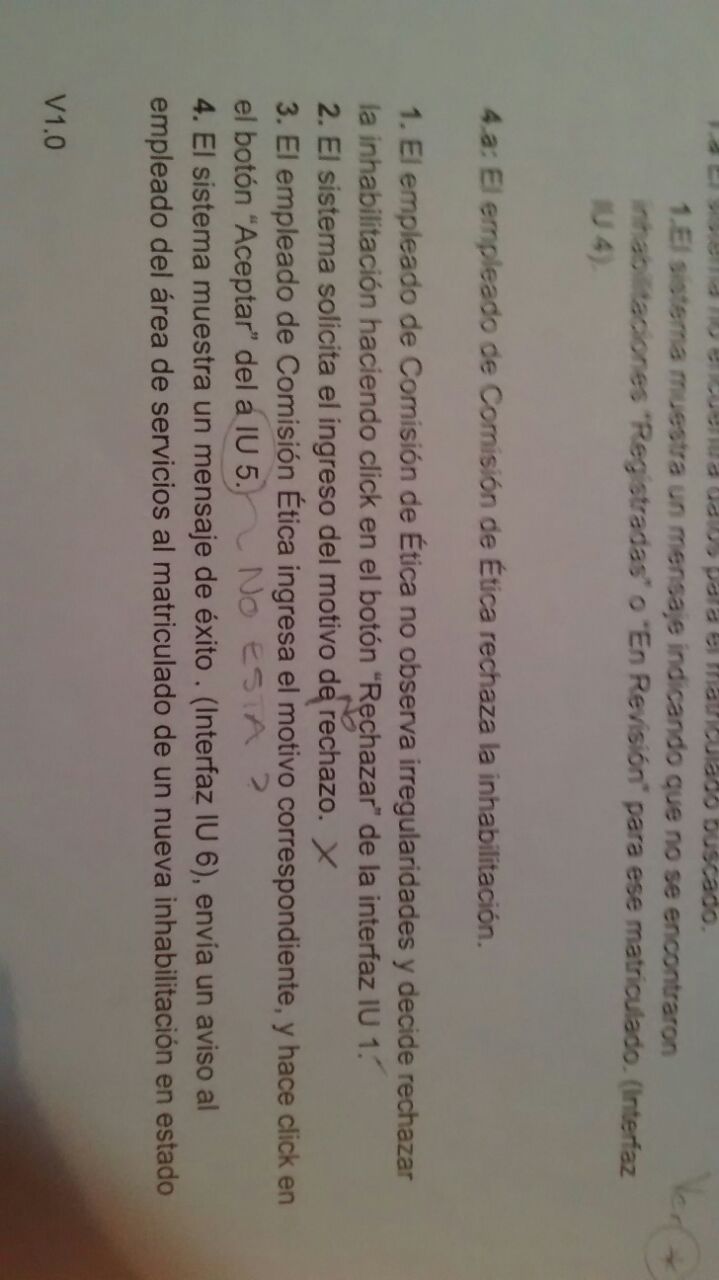 1.a El sistema no encuentra datos para el matriculado buscado.
Ver *
1.El sistema muestra un mensaje indicando que no se encontraron
inhabilitaciones "Registradas" o "En Revisión" para ese matriculado. (Interfaz
IU 4).
4.a: El empleado de Comisión de Ética rechaza la inhabilitación.
1. El empleado de Comisión de Ética no observa irregularidades y decide rechazar
la inhabilitación haciendo click en el botón "Rechazar" de la interfaz IU 1.
NO
2. El sistema solicita el ingreso del motivo de rechazo. X
3. El empleado de Comisión Ética ingresa el motivo correspondiente, y hace click en
el botón "Aceptar" del a IU 5. NO ESTA ?
4. El sistema muestra un mensaje de éxito . (Interfaz IU 6), envía un aviso al
empleado del área de servicios al matriculado de un nueva inhabilitación en estado
V1.0